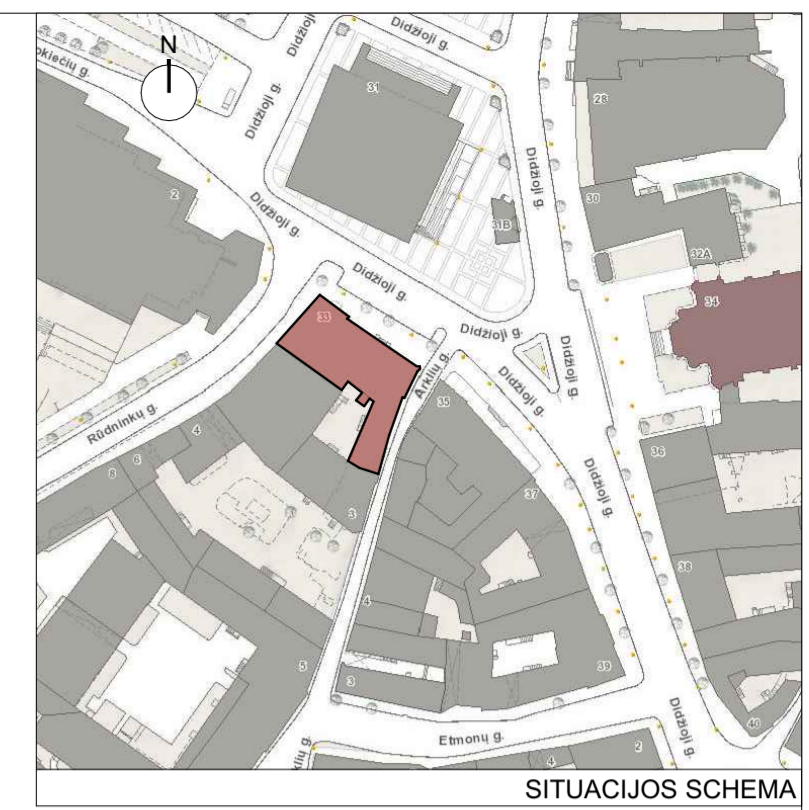 Didžioji g.
Didžioji g.
okiečių g.
N
31
28
Didžioji g.
Didžioji g.
2
30
Didžioji g.
31B
32A
Didžioji g.
34
33
Didžioji g.
Didžioji g.
Arklių g.
Didžioji g.
35
Rūdninkų g.
4
36
8
6
37
Didžioji g.
3
38
4
5
3
39
Didžioji g.
40
Etmonų g.
klių g.
4
2
SITUACIJOS SCHEMA